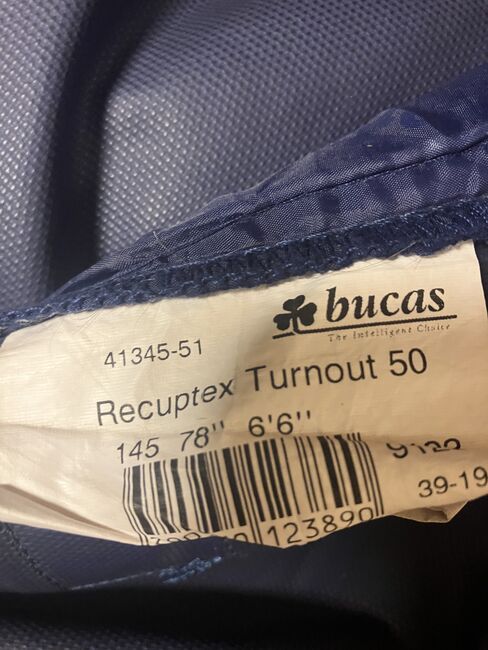 bucas
The Intelligent Choice
41345-51
Recuptex Turnout 50
145 78'' 6'6''
39-19
123890